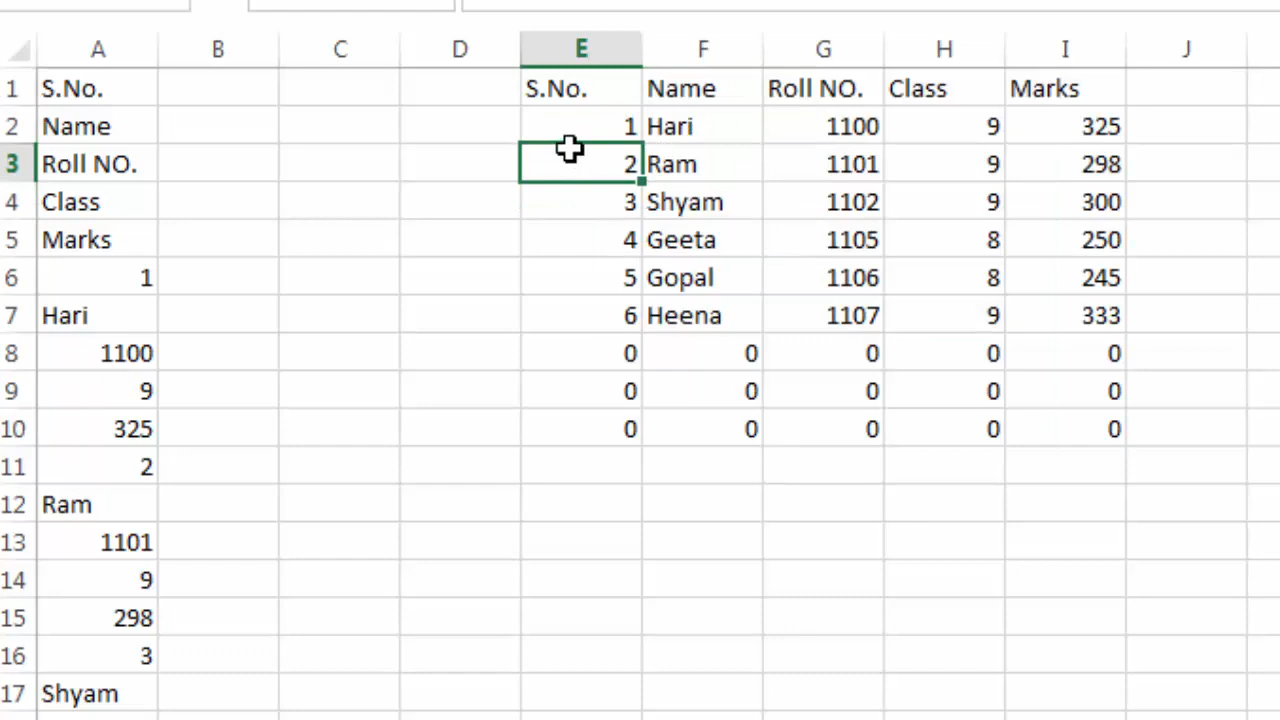 A B C D E F G H I J
1 S.No. S.No. Name Roll NO. Class Marks
2 Name 1 Hari 1100 9 325
3 Roll NO. 2 Ram 1101 9 298
4 Class 3 Shyam 1102 9 300
5 Marks 4 Geeta 1105 8 250
6 1 5 Gopal 1106 8 245
7 Hari 6 Heena 1107 9 333
8 1100 0 0 0 0 0
9 9 0 0 0 0 0
10 325 0 0 0 0 0
11 2
12 Ram
13 1101
14 9
15 298
16 3
17 Shyam